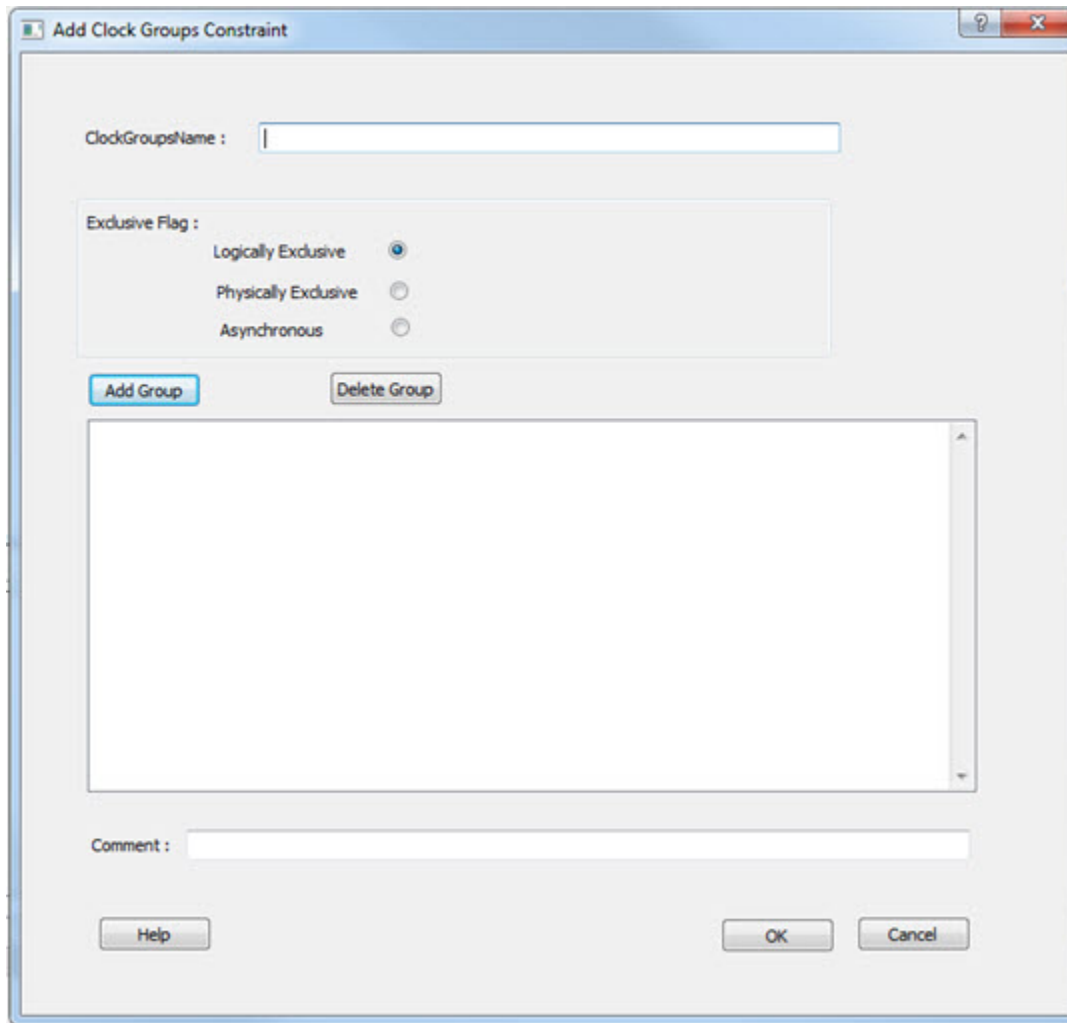 Add Clock Groups Constraint
ClockGroupsName :
Exclusive Flag :
Logically Exclusive
Physically Exclusive
Asynchronous
Add Group Delete Group
Comment :
Help OK Cancel